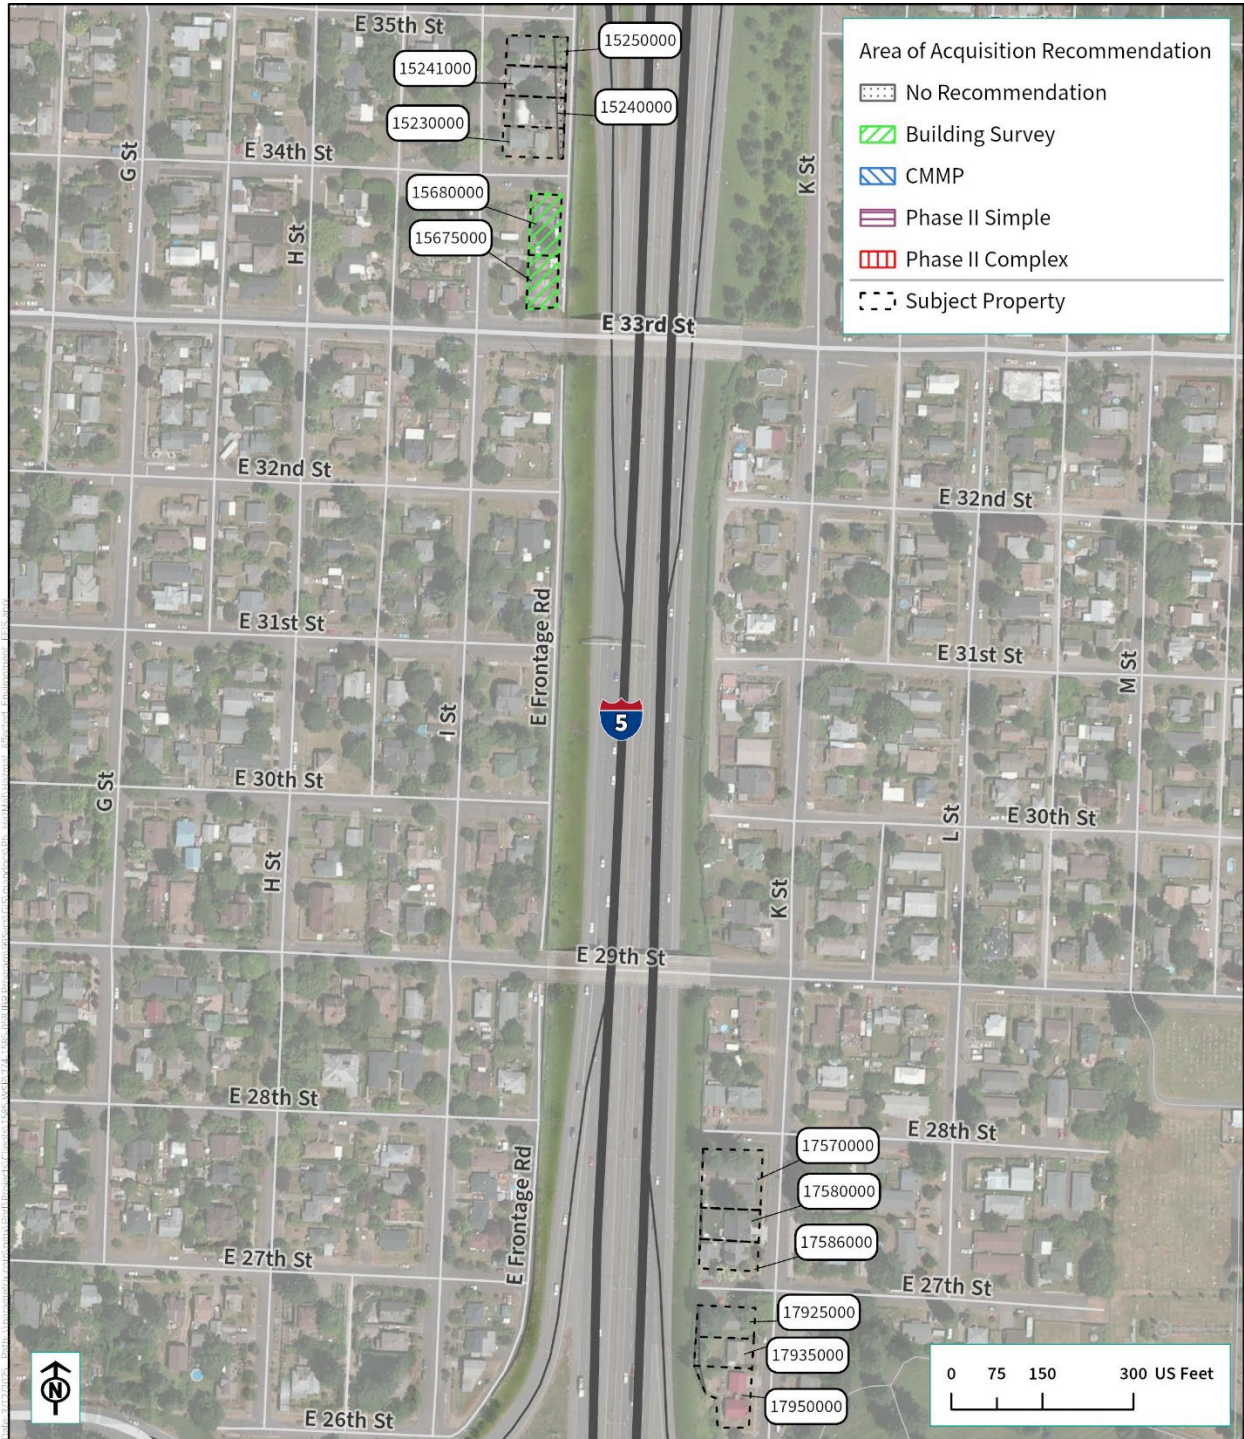 E 35th St
15250000
15241000
15240000
15230000
G St
E 34th St
K St
15680000
15675000
H St
E 33rd St
Area of Acquisition Recommendation
No Recommendation
Building Survey
CMMP
Phase II Simple
Phase II Complex
Subject Property
E 32nd St
E 32nd St
E 31st St
E Frontage Rd
E 31st St
M St
I St
5
E 30th St
G St
L St
E 30th St
H St
K St
E 29th St
E 28th St
E 28th St
17570000
17580000
E Frontage Rd
17586000
E 27th St
E 27th St
17925000
17935000
17950000
E 26th St
N
0 75 150 300 US Feet